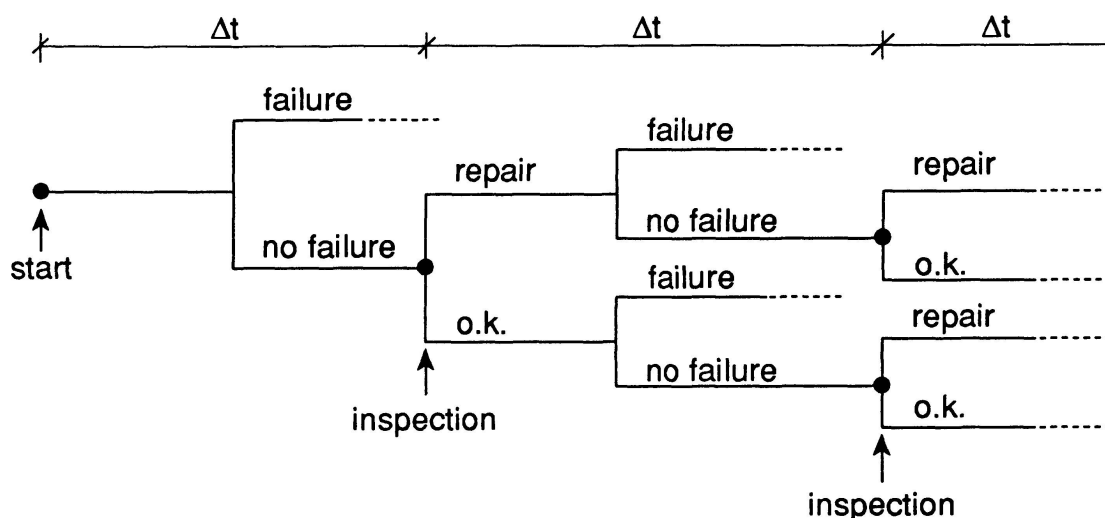 Δt Δt Δt
failure
failure
repair
repair
no failure
no failure
start
failure
o.k.
o.k.
repair
no failure
o.k.
inspection
inspection